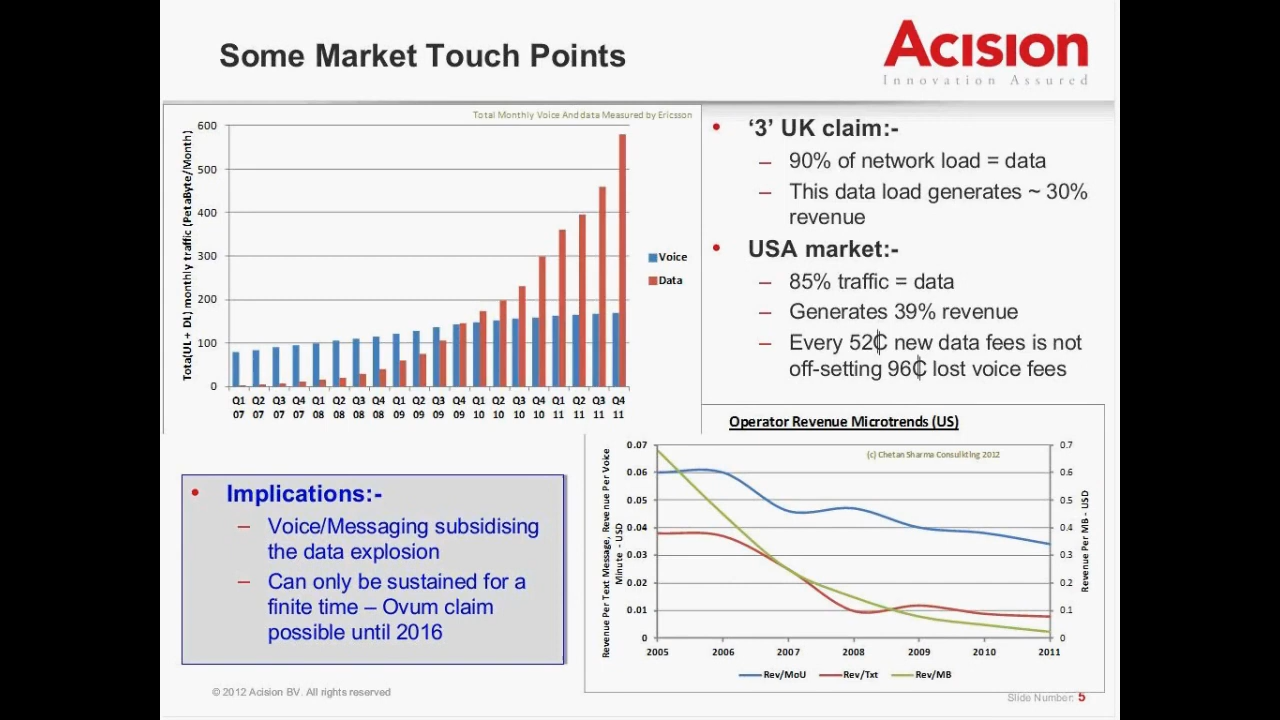 Some Market Touch Points
Acision
Innovation Assured
Total Monthly Voice And data Measured by Ericsson
Total(UL + DL) monthly traffic (PetaByte/Month)
600
500
400
300
200
100
0
Q1 Q2 Q3 Q4 Q1 Q2 Q3 Q4 Q1 Q2 Q3 Q4 Q1 Q2 Q3 Q4 Q1 Q2 Q3 Q4
07 07 07 07 08 08 08 08 09 09 09 09 10 10 10 10 11 11 11 11
Voice
Data
• ‘3’ UK claim:-
– 90% of network load = data
– This data load generates ~ 30%
revenue
• USA market:-
– 85% traffic = data
– Generates 39% revenue
– Every 52₵ new data fees is not
off-setting 96₵ lost voice fees
• Implications:-
– Voice/Messaging subsidising
the data explosion
– Can only be sustained for a
finite time – Ovum claim
possible until 2016
Operator Revenue Microtrends (US)
(c) Chetan Sharma Consulkting 2012
Revenue Per Text Message, Revenue Per Voice
Minute - USD
0.07
0.06
0.05
0.04
0.03
0.02
0.01
0
0.7
0.6
0.5
0.4
0.3
0.2
0.1
0
Revenue Per MB - USD
2005 2006 2007 2008 2009 2010 2011
Rev/MoU Rev/Txt Rev/MB
© 2012 Acision BV. All rights reserved
Slide Number: 5